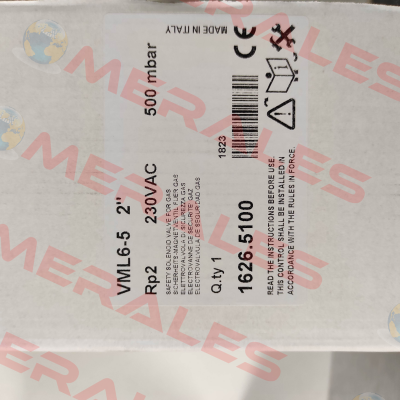 MERALES
VML6-5 2"
Rp2 230VAC 500 mbar
MADE IN ITALY
SAFETY SOLENOID VALVE FOR GAS
SICHERHEITS-MAGNETVENTIL FUER GAS
ELETTROVALVOLA DI SICUREZZA GAS
ELECTROVANNE DE SECURITE GAZ
ELECTROVALVULA DE SEGURIDAD GAS
CE
Q.ty 1
1823
1626.5100
READ THE INSTRUCTIONS BEFORE USE.
THIS CONTROL SHALL BE INSTALLED IN
ACCORDANCE WITH THE RULES IN FORCE.
MERALES
MERALES